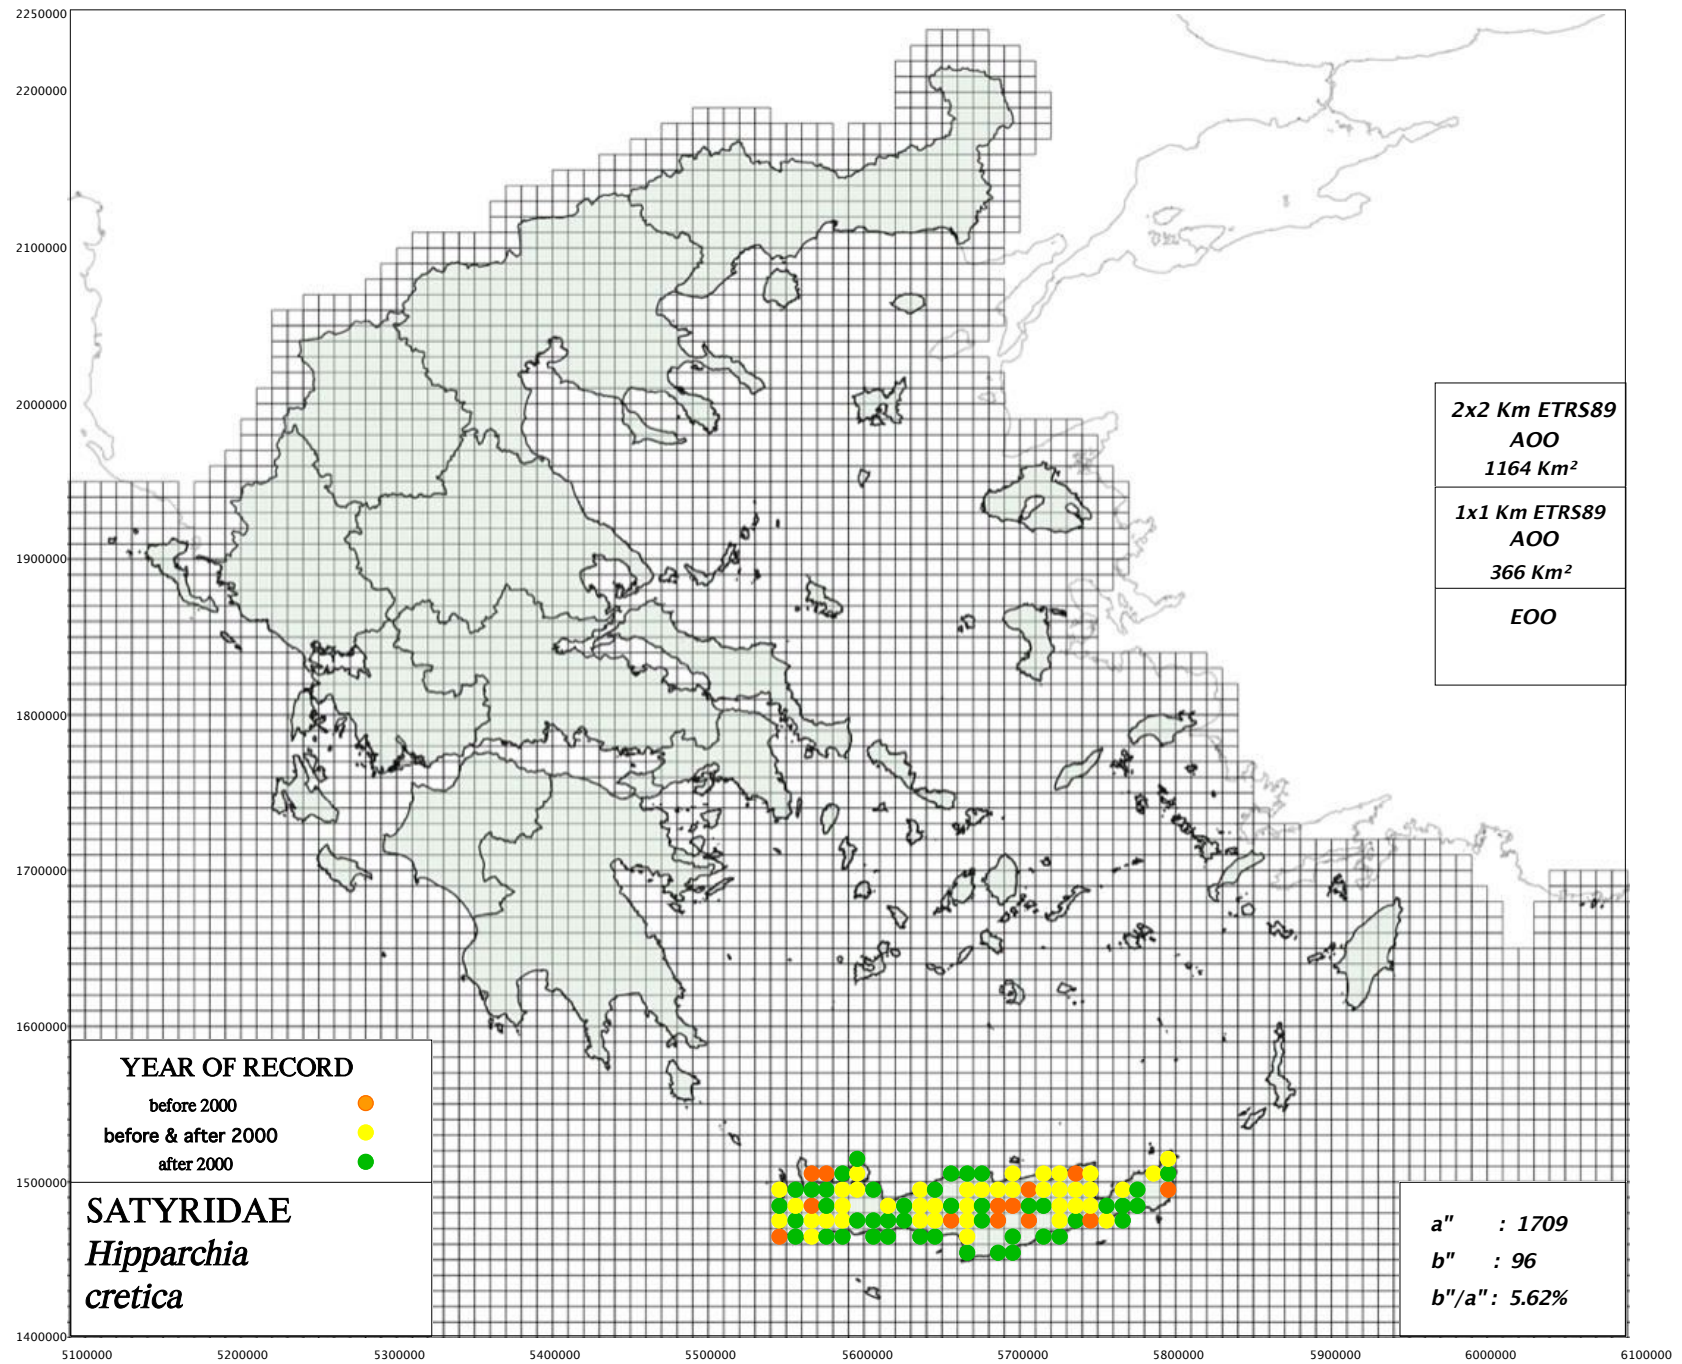 2250000
2200000
2100000
2000000
1900000
1800000
1700000
1600000
1500000
1400000
5100000 5200000 5300000 5400000 5500000 5600000 5700000 5800000 5900000 6000000 6100000
2x2 Km ETRS89
AOO
1164 Km²
1x1 Km ETRS89
AOO
366 Km²
EOO
YEAR OF RECORD
before 2000
before & after 2000
after 2000
SATYRIDAE
Hipparchia
cretica
a" : 1709
b" : 96
b"/a" : 5.62%